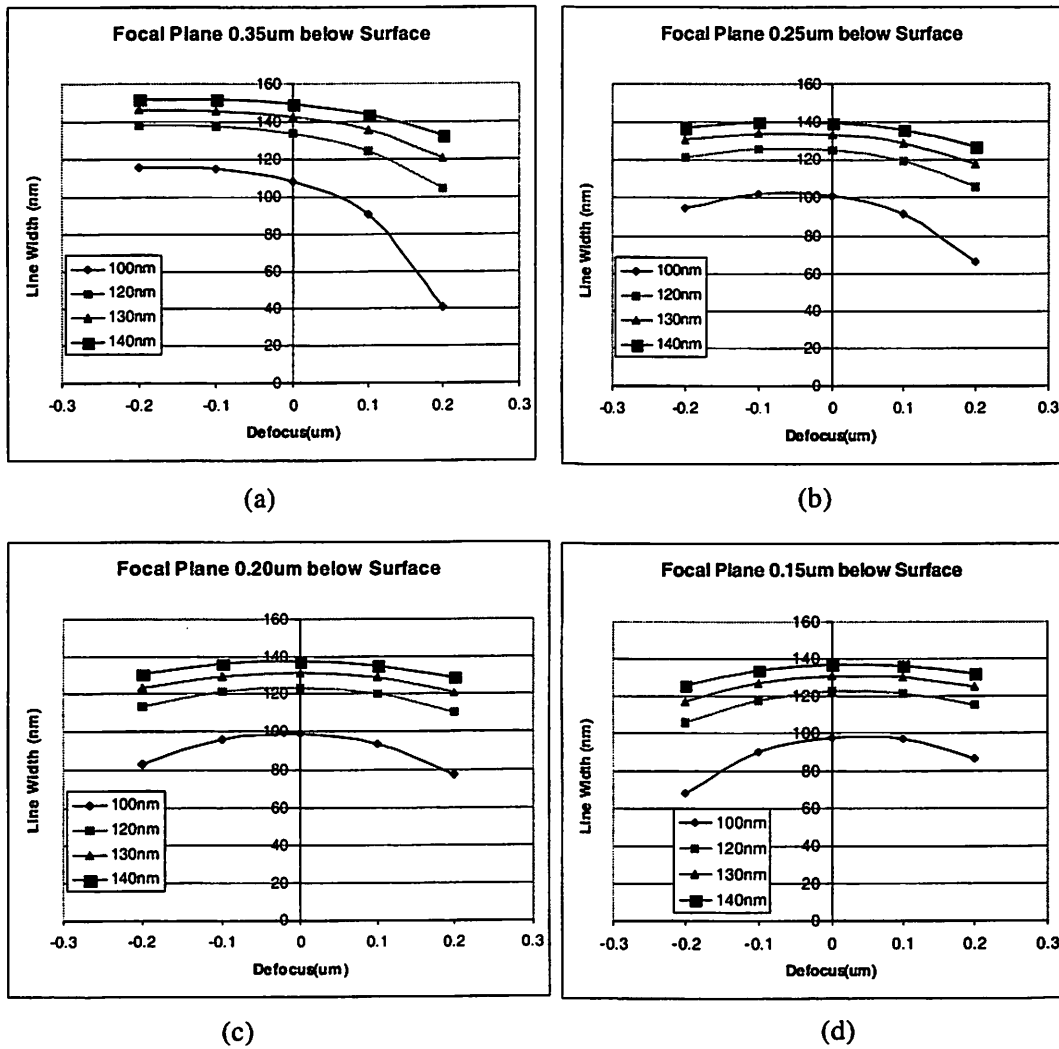 Focal Plane 0.35um below Surface
Line Width (nm)
160
140
120
100
80
60
40
20
0
100nm
120nm
130nm
140nm
-0.3 -0.2 -0.1 0 0.1 0.2 0.3
Defocus(um)
(a)
Focal Plane 0.25um below Surface
Line Width (nm)
160
140
120
100
80
60
40
20
0
100nm
120nm
130nm
140nm
-0.3 -0.2 -0.1 0 0.1 0.2 0.3
Defocus(um)
(b)
Focal Plane 0.20um below Surface
Line Width (nm)
160
140
120
100
80
60
40
20
0
100nm
120nm
130nm
140nm
-0.3 -0.2 -0.1 0 0.1 0.2 0.3
Defocus(um)
(c)
Focal Plane 0.15um below Surface
Line Width (nm)
160
140
120
100
80
60
40
20
0
100nm
120nm
130nm
140nm
-0.3 -0.2 -0.1 0 0.1 0.2 0.3
Defocus(um)
(d)